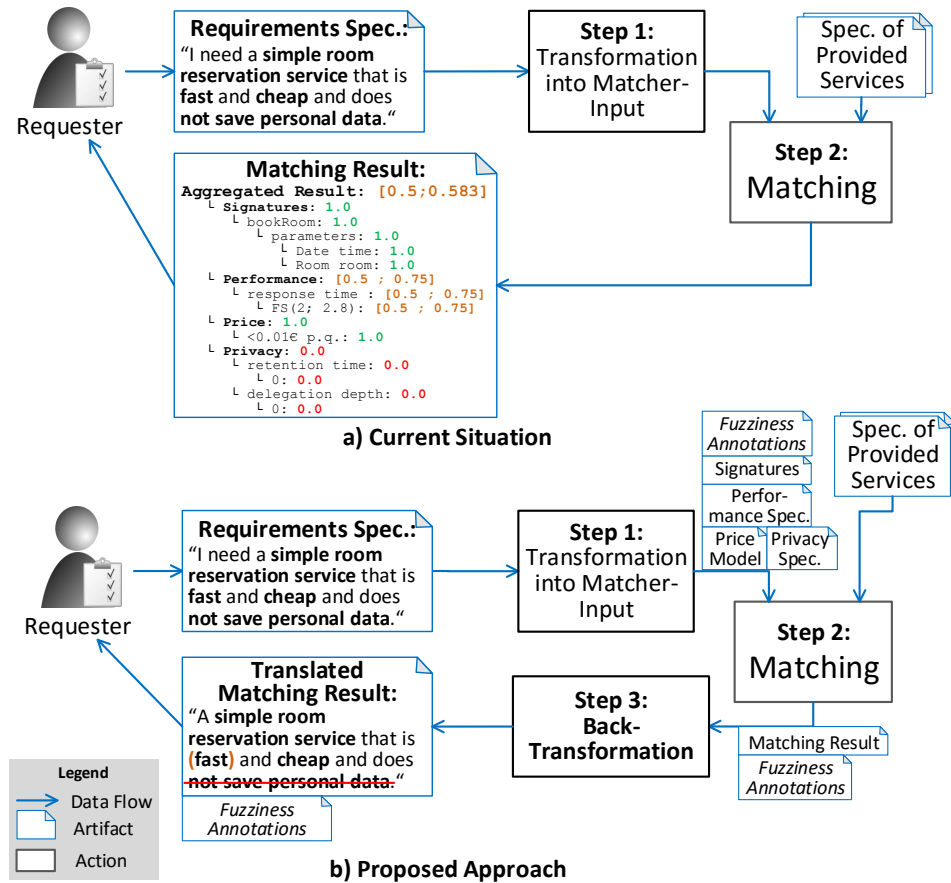 Requester
Requirements Spec.:
“I need a simple room
reservation service that is
fast and cheap and does
not save personal data.“
Step 1:
Transformation
into Matcher-
Input
Spec. of
Provided
Services
Step 2:
Matching
Matching Result:
Aggregated Result: [0.5;0.583]
└ Signatures: 1.0
└ bookRoom: 1.0
└ parameters: 1.0
└ Date time: 1.0
└ Room room: 1.0
└ Performance: [0.5 ; 0.75]
└ response time : [0.5 ; 0.75]
└ FS(2; 2.8): [0.5 ; 0.75]
└ Price: 1.0
└ <0.01€ p.q.: 1.0
└ Privacy: 0.0
└ retention time: 0.0
└ 0: 0.0
└ delegation depth: 0.0
└ 0: 0.0
a) Current Situation
Requester
Requirements Spec.:
“I need a simple room
reservation service that is
fast and cheap and does
not save personal data.“
Step 1:
Transformation
into Matcher-
Input
Fuzziness
Annotations
Signatures
Perfor-
mance Spec.
Price
Model
Privacy
Spec.
Spec. of
Provided
Services
Step 2:
Matching
Matching Result
Fuzziness
Annotations
Step 3:
Back-
Transformation
Translated
Matching Result:
“A simple room
reservation service that is
(fast) and cheap and does
not save personal data.“
Fuzziness
Annotations
Legend
Data Flow
Artifact
Action
b) Proposed Approach